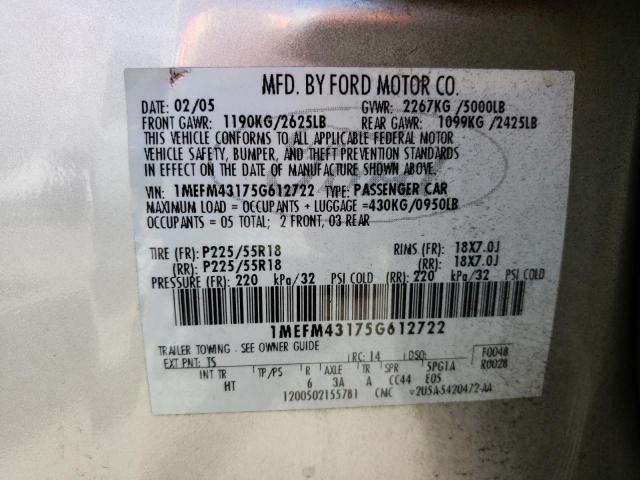 MFD. BY FORD MOTOR CO.
DATE: 02/05 GVWR: 2267KG /5000LB
FRONT GAWR: 1190KG/2625LB REAR GAWR: 1099KG /2425LB
THIS VEHICLE CONFORMS TO ALL APPLICABLE FEDERAL MOTOR
VEHICLE SAFETY, BUMPER, AND THEFT PREVENTION STANDARDS
IN EFFECT ON THE DATE OF MANUFACTURE SHOWN ABOVE.
VIN: 1MEFM43175G612722 TYPE: PASSENGER CAR
MAXIMUM LOAD = OCCUPANTS + LUGGAGE =430KG/0950LB
OCCUPANTS = 05 TOTAL; 2 FRONT, 03 REAR
TIRE (FR): P225/55R18 RIMS (FR): 18X7.0J
(RR): P225/55R18 (RR): 18X7.0J
PRESSURE (FR): 220 kPa/32 PSI COLD (RR): 220 kPa/32 PSI COLD
1MEFM43175G612722
TRAILER TOWING - SEE OWNER GUIDE
EXT PNT: TS RC: 14 DSO: F0048
R0028
INT TR TP/PS R AXLE TR SPR 5PG1A
HT 6 3A A CC44 E05
1200502155781 CMC 2U5A-5420472-AA